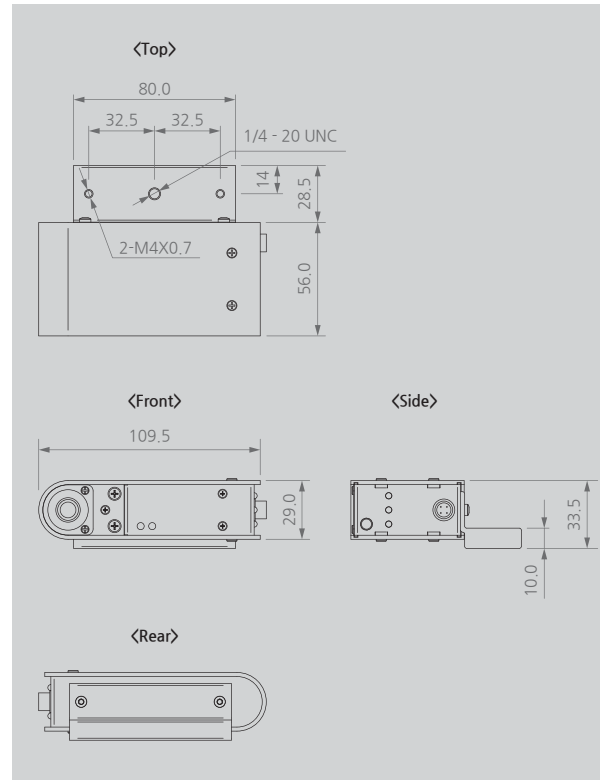 〈Top〉
80.0
32.5 32.5
1/4 - 20 UNC
14
28.5
2-M4X0.7
56.0
〈Front〉 〈Side〉
109.5
29.0
33.5
10.0
〈Rear〉